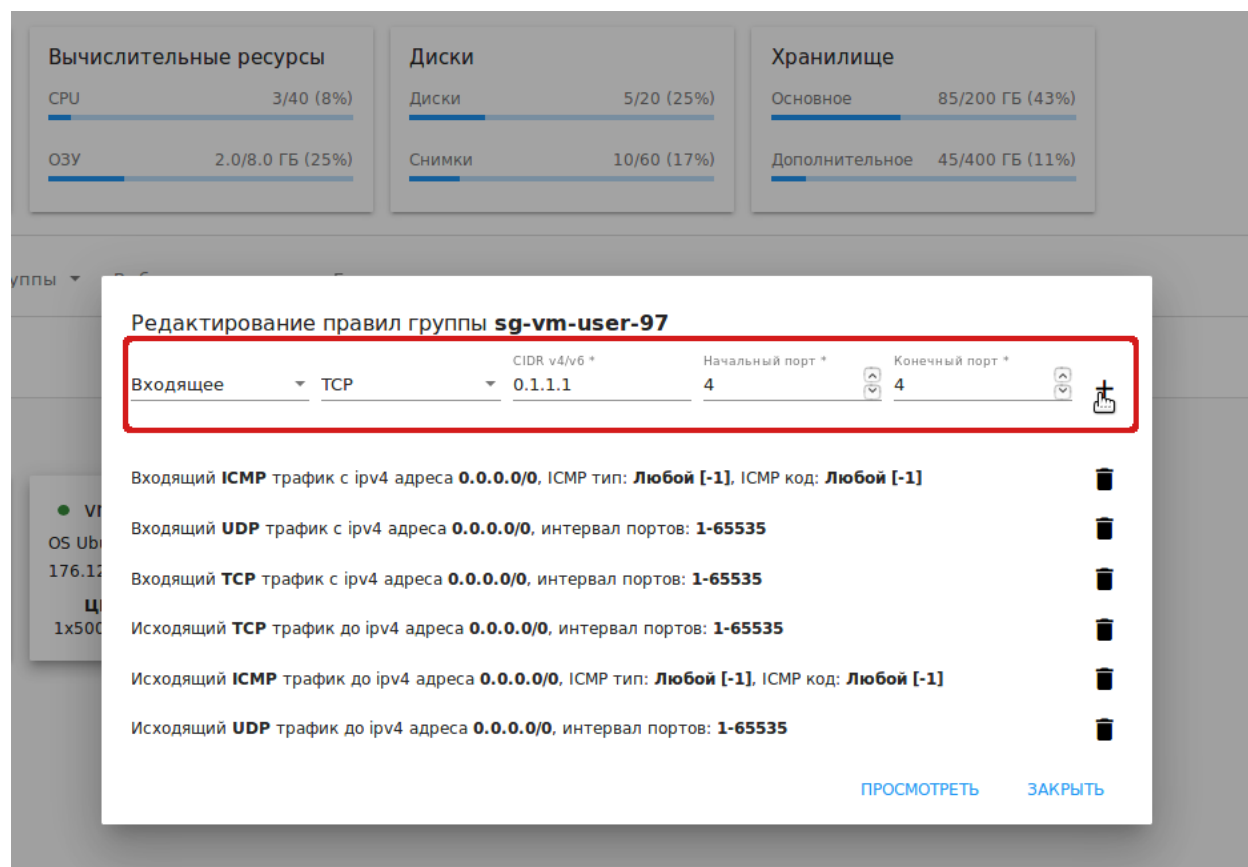 Вычислительные ресурсы
CPU 3/40 (8%)
ОЗУ 2.0/8.0 ГБ (25%)
Диски
Диски 5/20 (25%)
Снимки 10/60 (17%)
Хранилище
Основное 85/200 ГБ (43%)
Дополнительное 45/400 ГБ (11%)
уппы
Редактирование правил группы sg-vm-user-97
CIDR v4/v6 * Начальный порт * Конечный порт *
Входящее TCP 0.1.1.1 4 4 +
Входящий ICMP трафик с ipv4 адреса 0.0.0.0/0, ICMP тип: Любой [-1], ICMP код: Любой [-1]
Входящий UDP трафик с ipv4 адреса 0.0.0.0/0, интервал портов: 1-65535
Входящий TCP трафик с ipv4 адреса 0.0.0.0/0, интервал портов: 1-65535
Исходящий TCP трафик до ipv4 адреса 0.0.0.0/0, интервал портов: 1-65535
Исходящий ICMP трафик до ipv4 адреса 0.0.0.0/0, ICMP тип: Любой [-1], ICMP код: Любой [-1]
Исходящий UDP трафик до ipv4 адреса 0.0.0.0/0, интервал портов: 1-65535
ПРОСМОТРЕТЬ ЗАКРЫТЬ
OS Ub
176.12
1x500